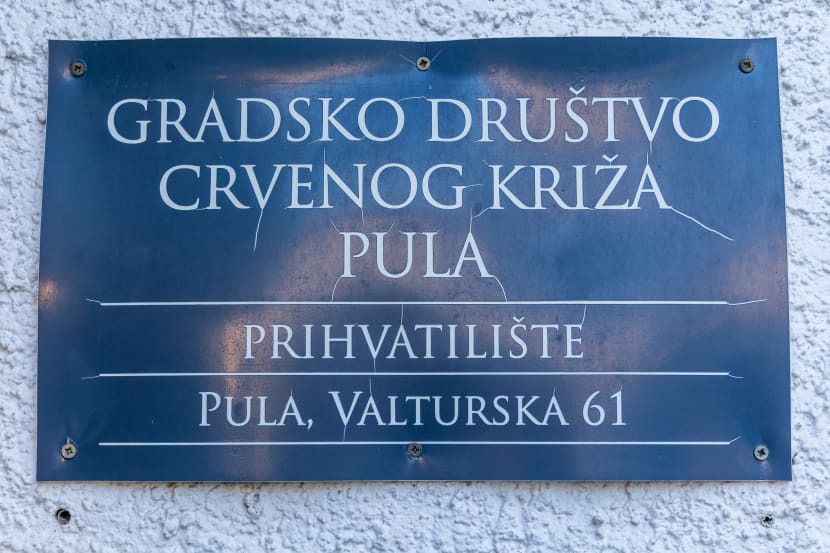 GRADSKO DRUŠTVO
CRVENOG KRIŽA
PULA
PRIHVATILIŠTE
PULA, VALTURSKA 61